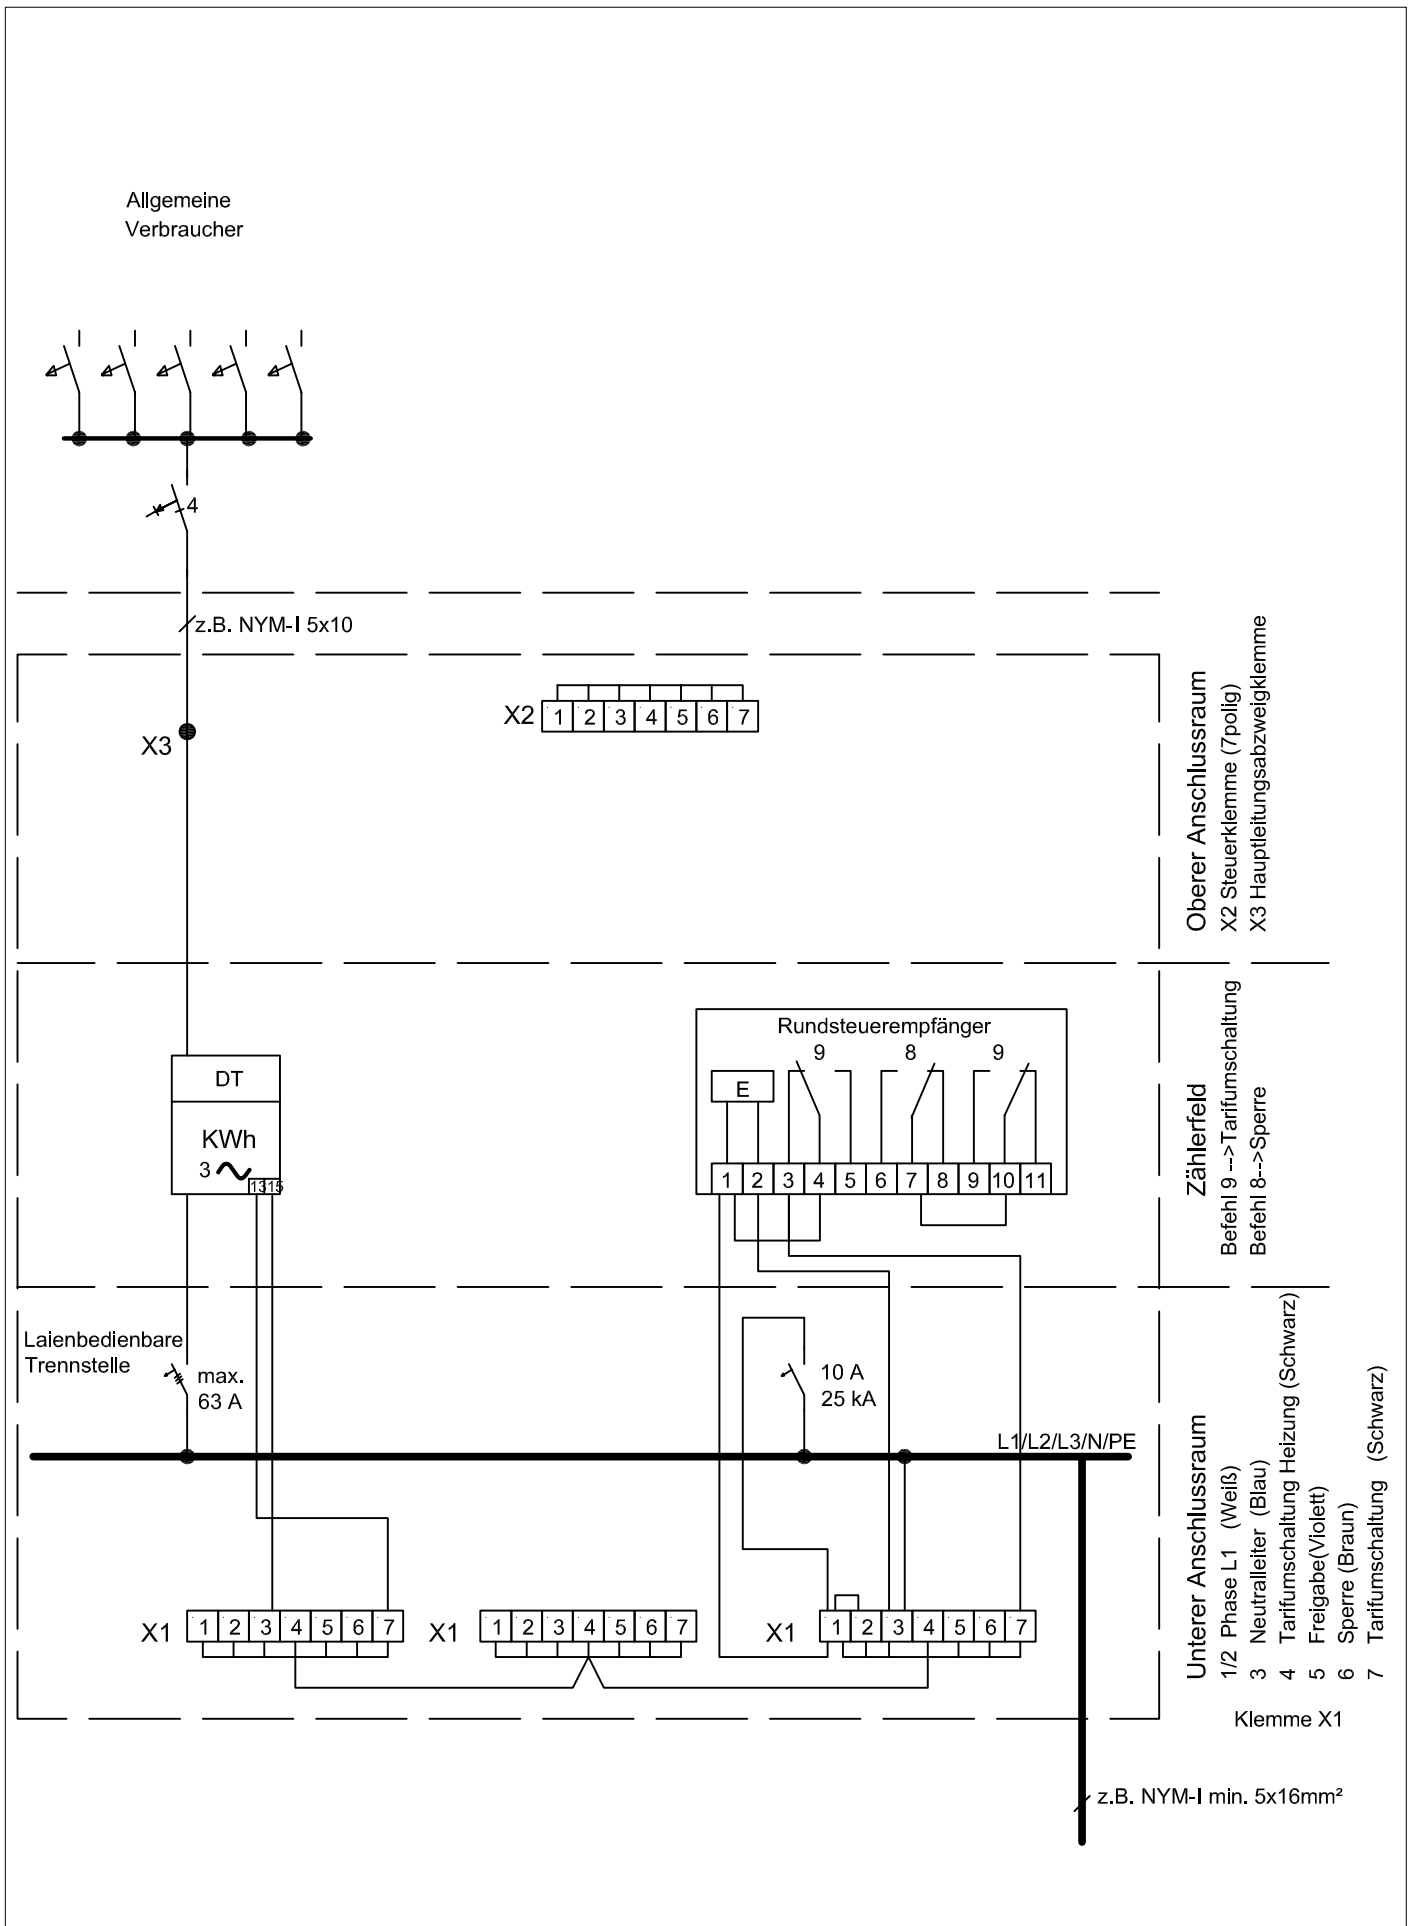 Allgemeine
Verbraucher
4
z.B. NYM-I 5x10
X2 1 2 3 4 5 6 7
X3
Oberer Anschlussraum
X2 Steuerklemme (7polig)
X3 Hauptleitungsabzweigklemme
Rundsteuerempfänger
9 8 9
E
1 2 3 4 5 6 7 8 9 10 11
DT
KWh
3
13 15
Zählerfeld
Befehl 9 -->Tarifumschaltung
Befehl 8-->Sperre
Laienbedienbare
Trennstelle
max.
63 A
10 A
25 kA
L1/L2/L3/N/PE
X1 1 2 3 4 5 6 7
X1 1 2 3 4 5 6 7
X1 1 2 3 4 5 6 7
Unterer Anschlussraum
1/2 Phase L1 (Weiß)
3 Neutralleiter (Blau)
4 Tarifumschaltung Heizung (Schwarz)
5 Freigabe(Violett)
6 Sperre (Braun)
7 Tarifumschaltung (Schwarz)
Klemme X1
z.B. NYM-I min. 5x16mm²